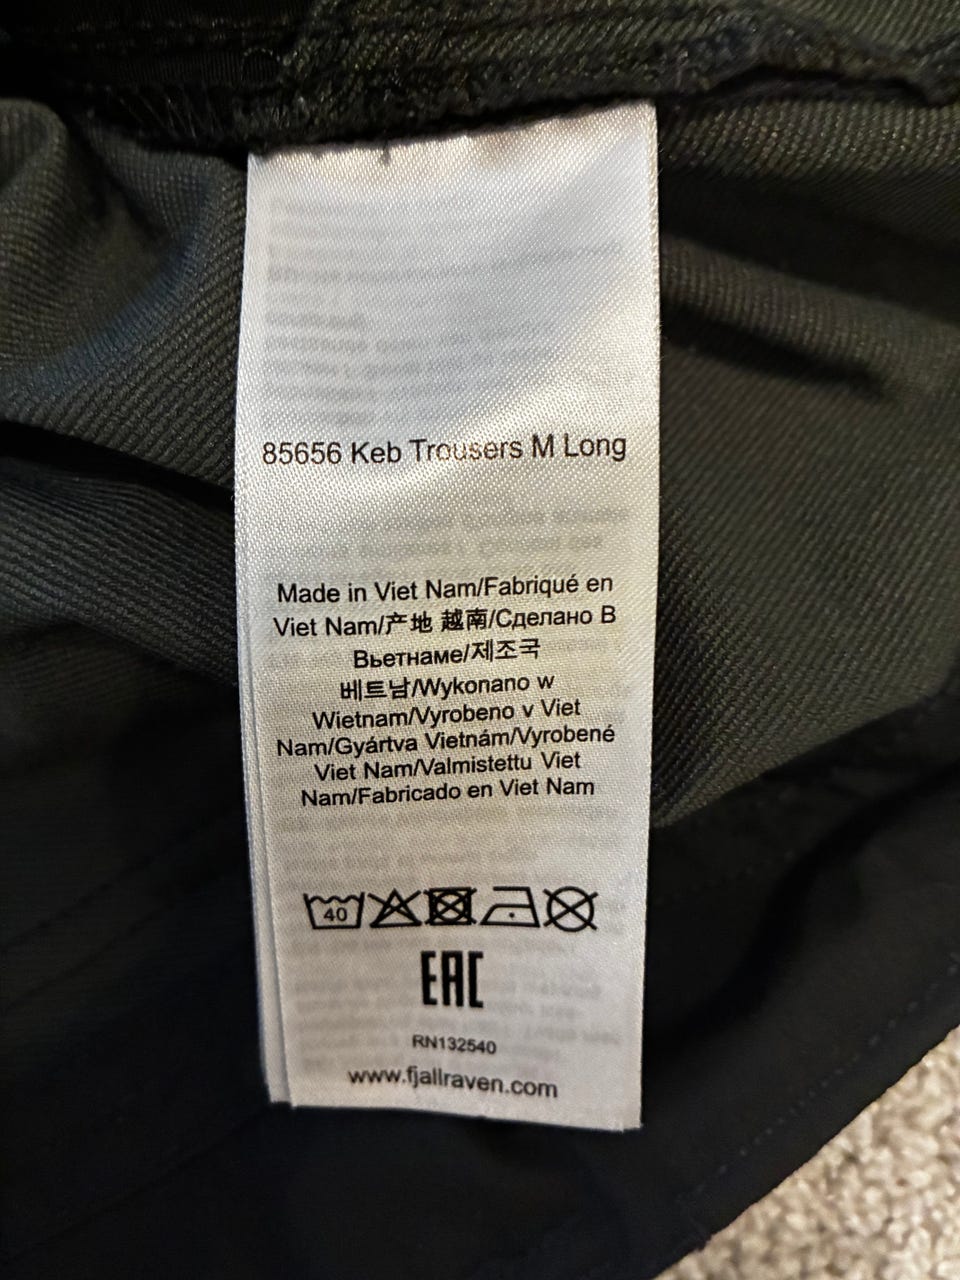 85656 Keb Trousers M Long
Made in Viet Nam/Fabriqué en
Viet Nam/产地 越南/Сделано В
Вьетнаме/제조국
베트남/Wykonano w
Wietnam/Vyrobeno v Viet
Nam/Gyártva Vietnám/Vyrobené
Viet Nam/Valmistettu Viet
Nam/Fabricado en Viet Nam
40
EAC
RN132540
www.fjallraven.com